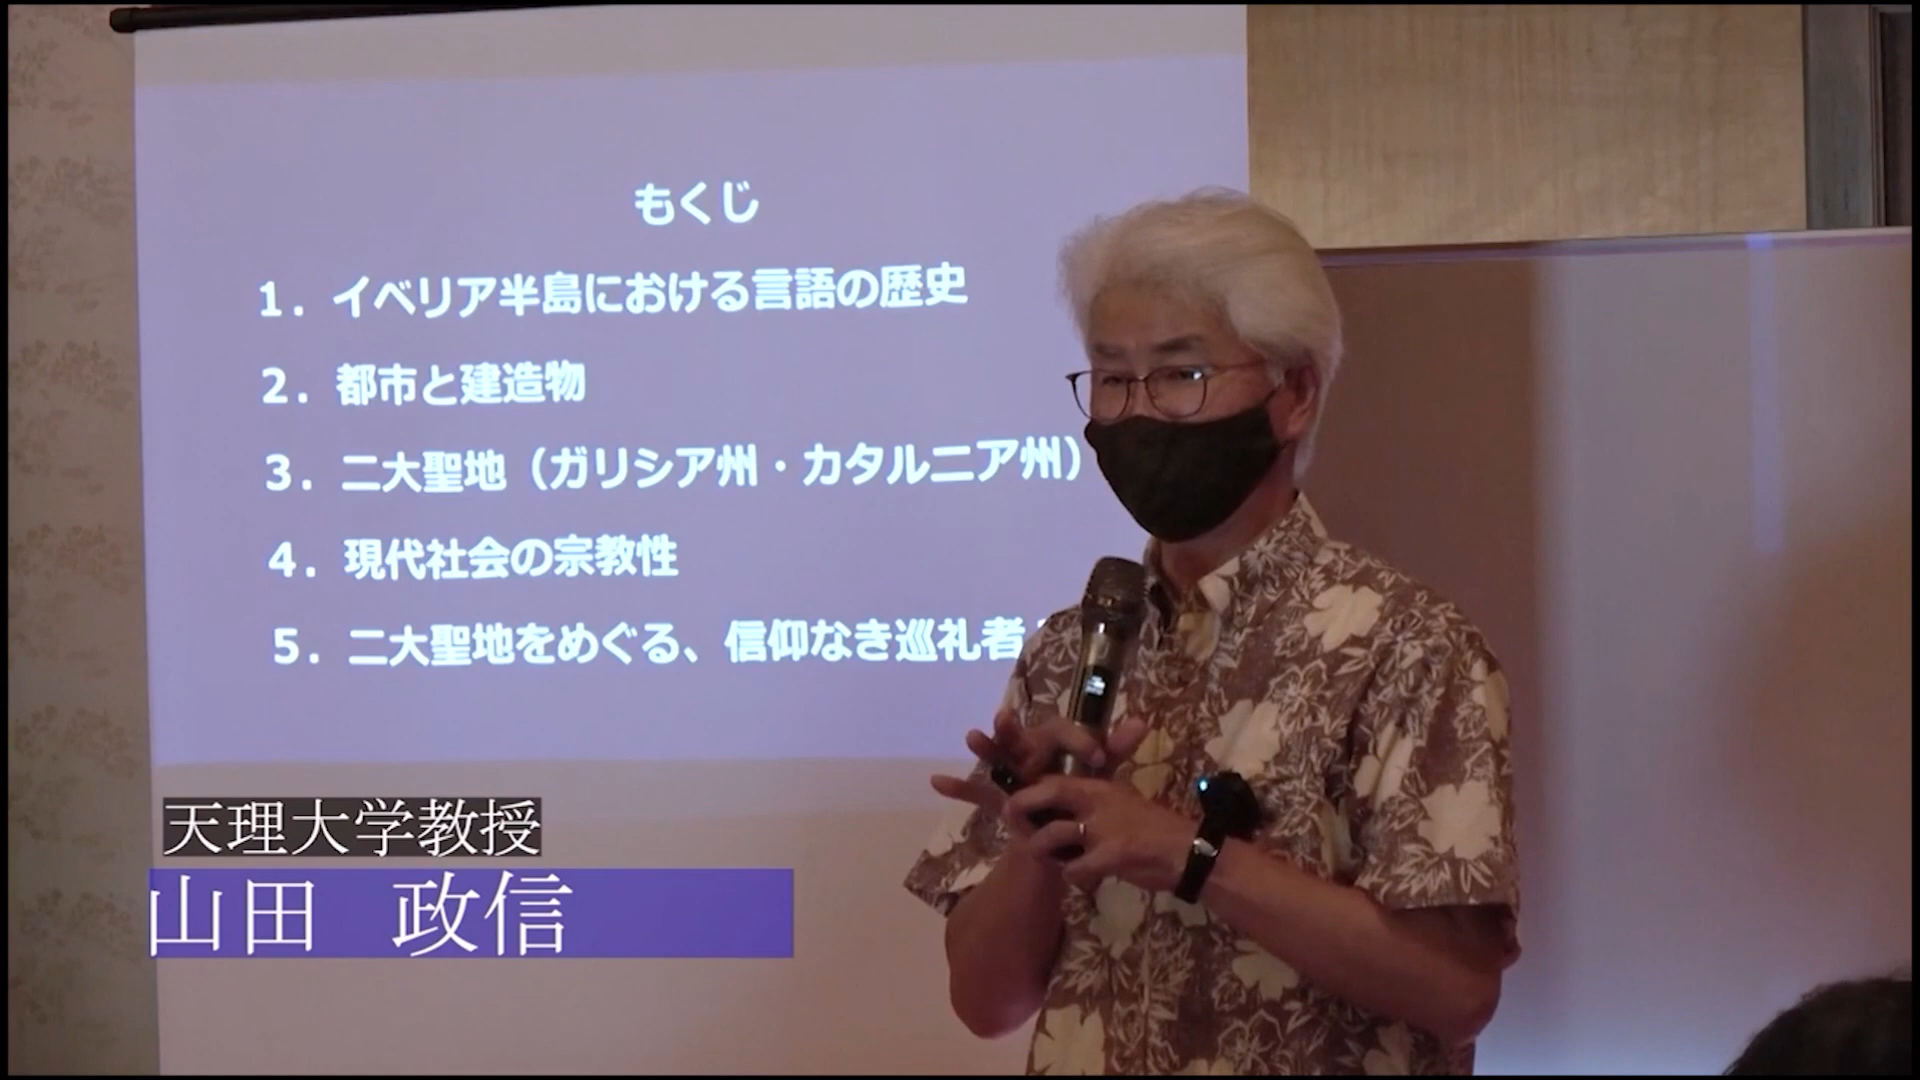 もくじ
1. イベリア半島における言語の歴史
2. 都市と建造物
3. 二大聖地（ガリシア州・カタルニア州）
4. 現代社会の宗教性
5. 二大聖地をめぐる、信仰なき巡礼者
天理大学教授
山田 政信